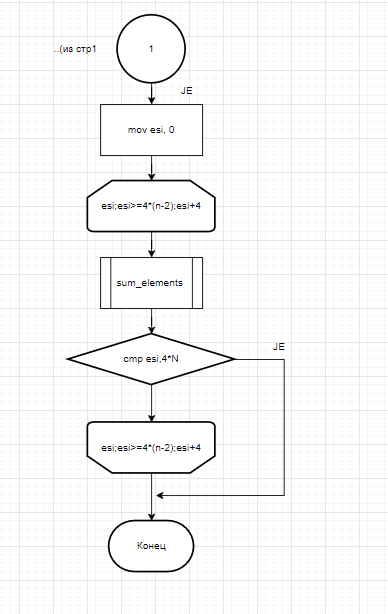 ..(из стр1
1
JE
mov esi, 0
esi;esi>=4*(n-2);esi+4
sum_elements
JE
cmp esi,4*N
esi;esi>=4*(n-2);esi+4
Конец